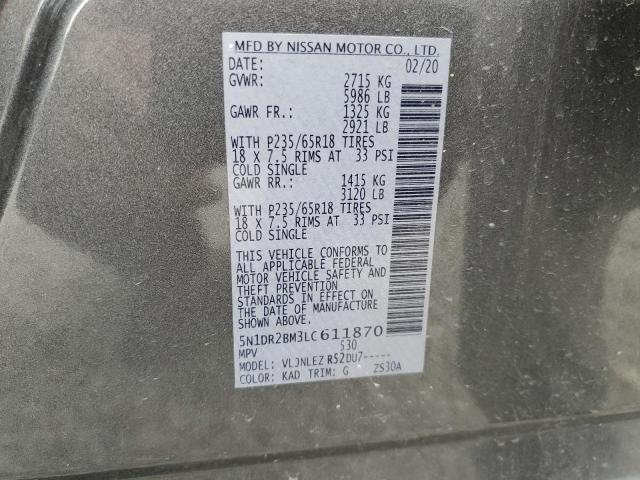 MFD BY NISSAN MOTOR CO., LTD.
DATE: 02/20
GVWR: 2715 KG
5986 LB
GAWR FR.: 1325 KG
2921 LB
WITH P235/65R18 TIRES
18 X 7.5 RIMS AT 33 PSI
COLD SINGLE
GAWR RR.: 1415 KG
3120 LB
WITH P235/65R18 TIRES
18 X 7.5 RIMS AT 33 PSI
COLD SINGLE
THIS VEHICLE CONFORMS TO
ALL APPLICABLE FEDERAL
MOTOR VEHICLE SAFETY AND
THEFT PREVENTION
STANDARDS IN EFFECT ON
THE DATE OF MANUFACTURE
SHOWN ABOVE.
5N1DR2BM3LC611870
MPV 530
MODEL: VLJNLEZ RS2DU7-----
COLOR: KAD TRIM: G ZS30A